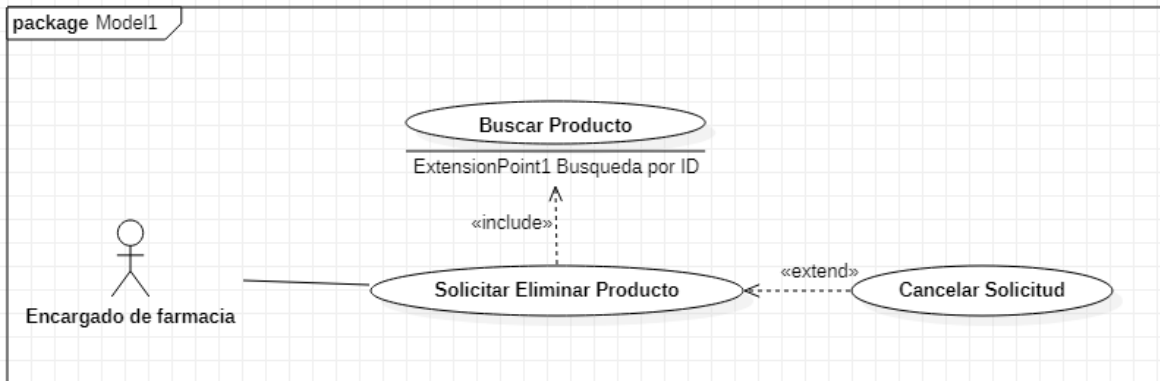 package Model1
Buscar Producto
ExtensionPoint1 Busqueda por ID
«include»
«extend»
Solicitar Eliminar Producto
Cancelar Solicitud
Encargado de farmacia